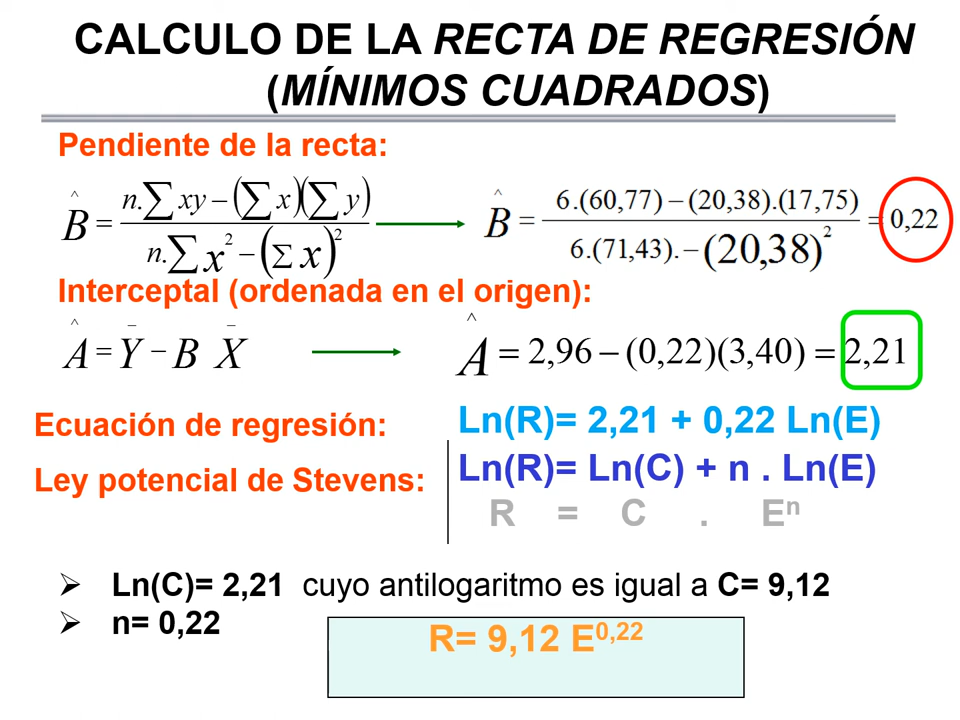 CALCULO DE LA RECTA DE REGRESIÓN
(MÍNIMOS CUADRADOS)
Pendiente de la recta:
B̂ = (n.∑xy − (∑x)(∑y)) / (n.∑x² − (∑x)²) → B̂ = (6.(60,77) − (20,38).(17,75)) / (6.(71,43).−(20,38)²) = 0,22
Interceptal (ordenada en el origen):
Â = Ȳ − B X̄ → Â = 2,96 − (0,22)(3,40) = 2,21
Ecuación de regresión: Ln(R)= 2,21 + 0,22 Ln(E)
Ley potencial de Stevens: Ln(R)= Ln(C) + n . Ln(E)
R = C . Eⁿ
➢ Ln(C)= 2,21 cuyo antilogaritmo es igual a C= 9,12
➢ n= 0,22
R= 9,12 E^0,22